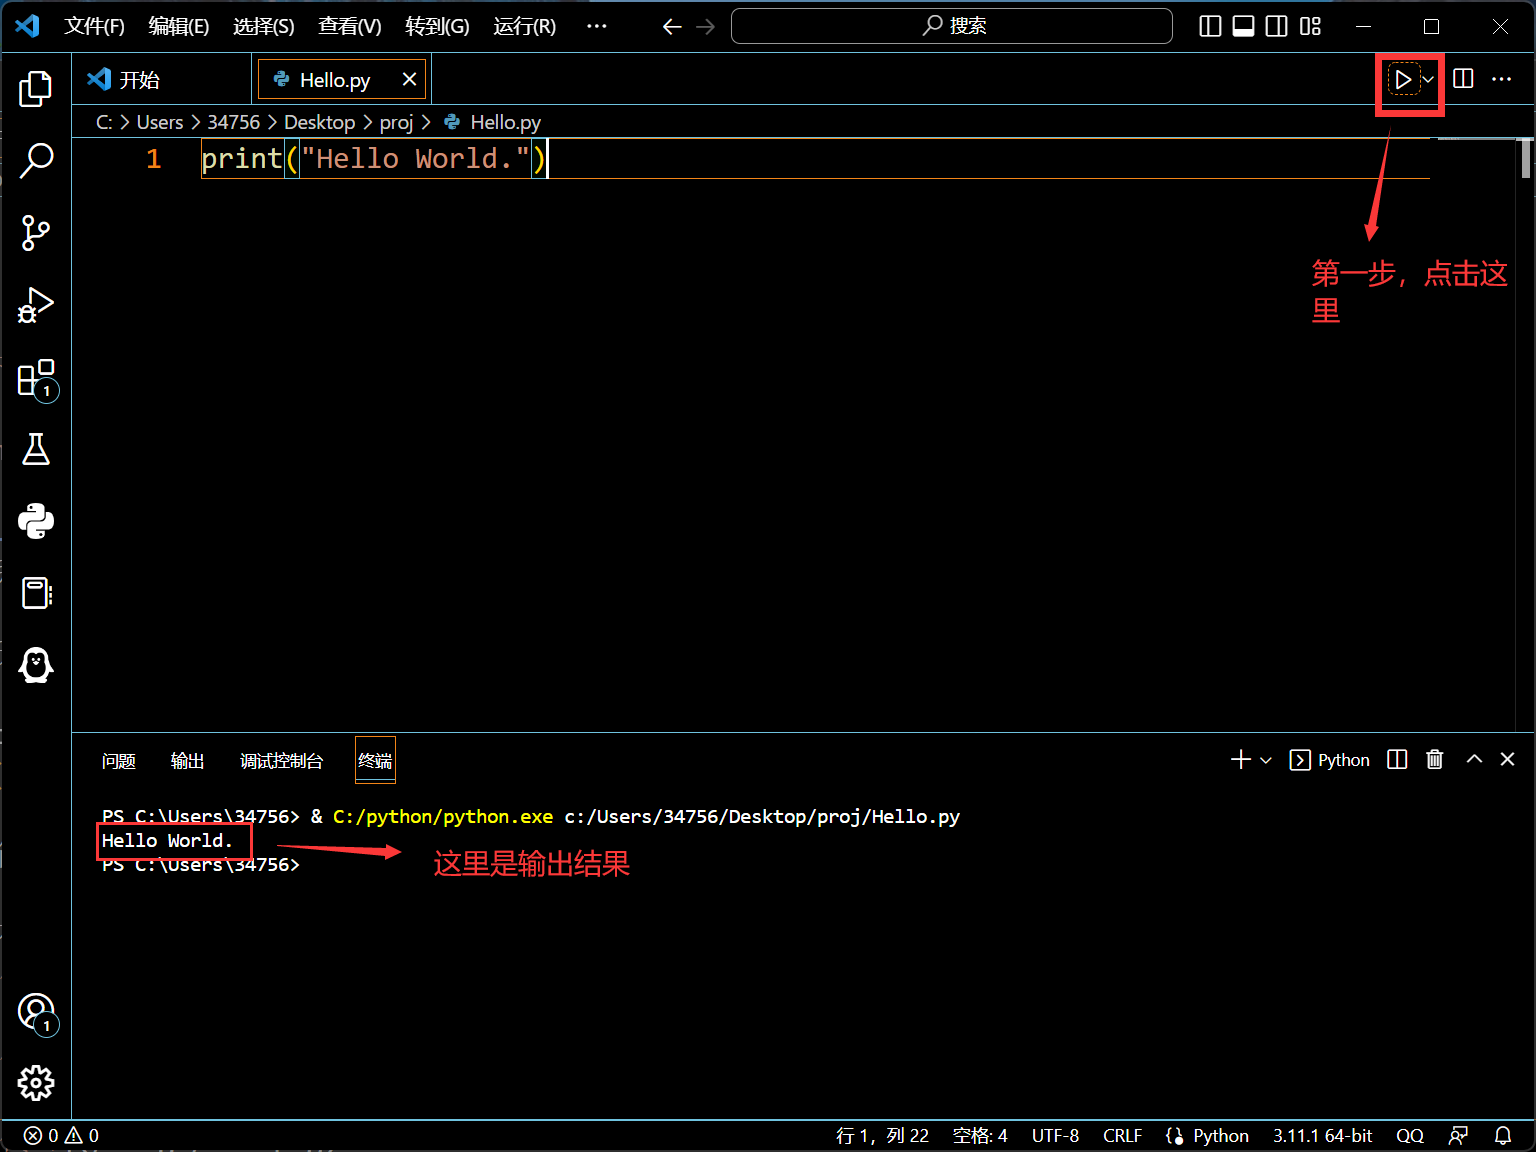 文件(F) 编辑(E) 选择(S) 查看(V) 转到(G) 运行(R) ··· 搜索
开始 Hello.py
C: > Users > 34756 > Desktop > proj > Hello.py
1 print("Hello World.")
第一步，点击这
里
1
问题 输出 调试控制台 终端 Python
PS C:\Users\34756> & C:/python/python.exe c:/Users/34756/Desktop/proj/Hello.py
Hello World.
PS C:\Users\34756>
这里是输出结果
1
0 0 行 1，列 22 空格: 4 UTF-8 CRLF Python 3.11.1 64-bit QQ